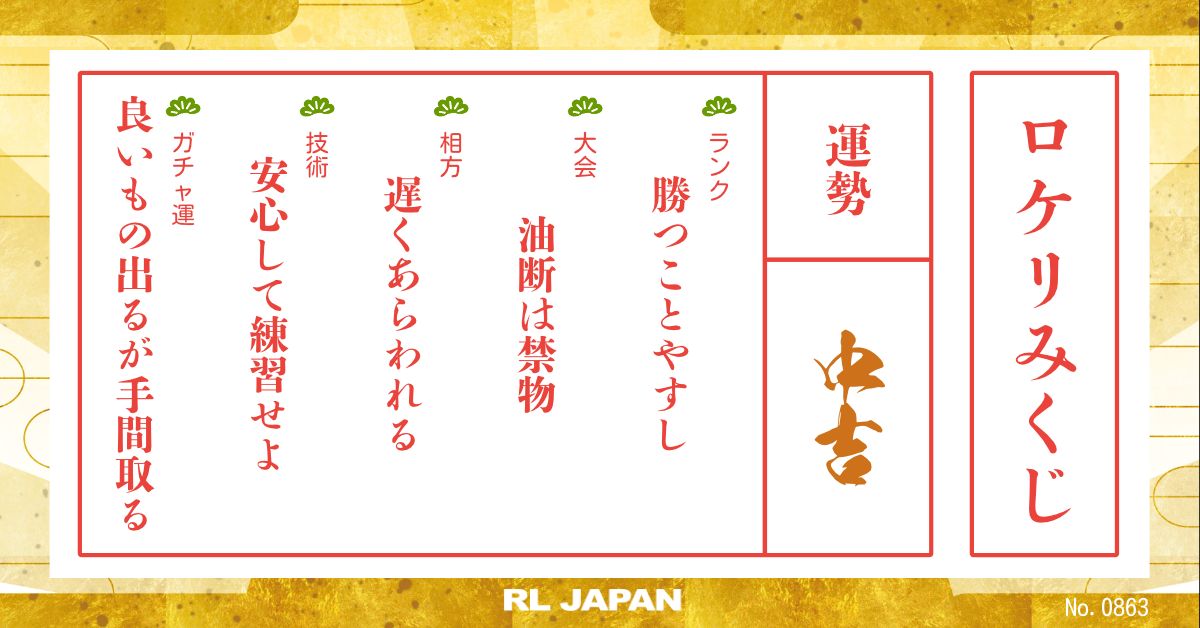 ロケリみくじ
運勢
中吉
ランク
勝つことやすし
大会
油断は禁物
相方
遅くあらわれる
技術
安心して練習せよ
ガチャ運
良いもの出るが手間取る
RL JAPAN
No. 0863